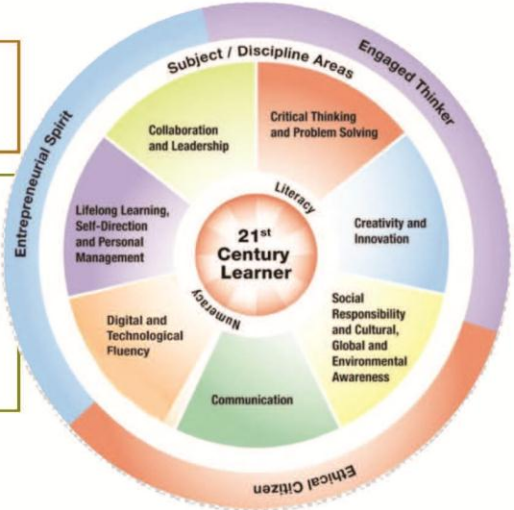 Engaged Thinker
Subject / Discipline Areas
Entrepreneurial Spirit
Collaboration
and Leadership
Critical Thinking
and Problem Solving
Literacy
Lifelong Learning,
Self-Direction
and Personal
Management
21st
Century
Learner
Creativity and
Innovation
Numeracy
Digital and
Technological
Fluency
Social
Responsibility
and Cultural,
Global and
Environmental
Awareness
Communication
Ethical Citizen